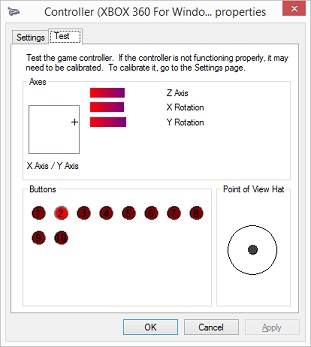 Controller (XBOX 360 For Windo... properties
Settings Test
Test the game controller. If the controller is not functioning properly, it may
need to be calibrated. To calibrate it, go to the Settings page.
Axes
Z Axis
X Rotation
Y Rotation
X Axis / Y Axis
Buttons
1 2 3 4 5 6 7 8
9 10
Point of View Hat
OK Cancel Apply